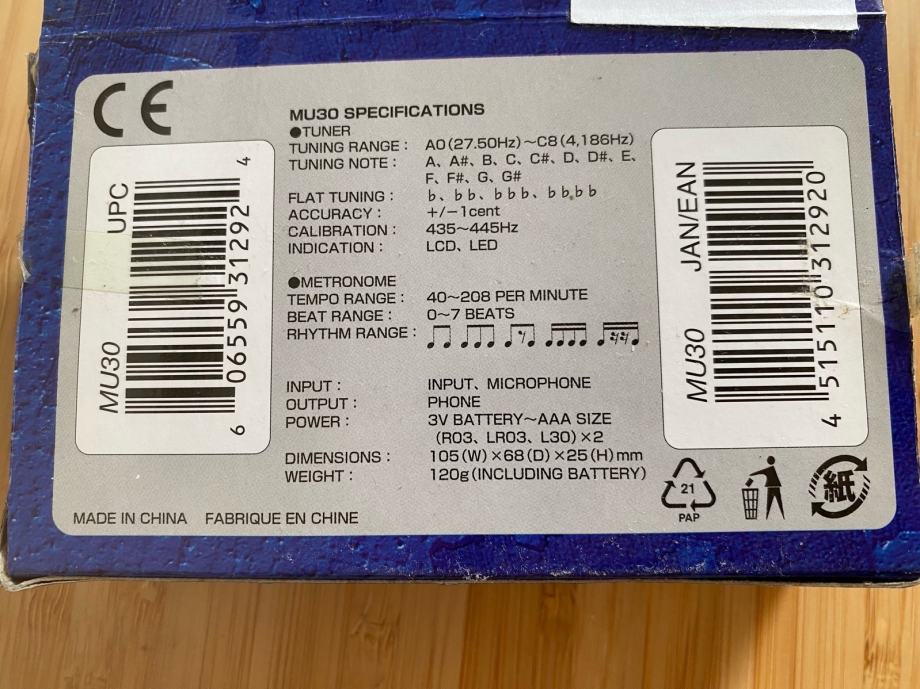 CE
MU30 SPECIFICATIONS
●TUNER
TUNING RANGE : A0(27.50Hz)~C8(4,186Hz)
TUNING NOTE : A、A#、B、C、C#、D、D#、E、
F、F#、G、G#
FLAT TUNING : ♭、♭♭、♭♭♭、♭♭♭♭
ACCURACY : +/−1cent
CALIBRATION : 435~445Hz
INDICATION : LCD、LED
●METRONOME
TEMPO RANGE : 40~208 PER MINUTE
BEAT RANGE : 0~7 BEATS
RHYTHM RANGE :
INPUT : INPUT、MICROPHONE
OUTPUT : PHONE
POWER : 3V BATTERY~AAA SIZE
(R03、LR03、L30)×2
DIMENSIONS : 105(W)×68(D)×25(H)mm
WEIGHT : 120g(INCLUDING BATTERY)
MADE IN CHINA FABRIQUE EN CHINE
MU30 UPC
6 06559 31292 4
MU30 JAN/EAN
4 515110 312920
21
PAP
紙